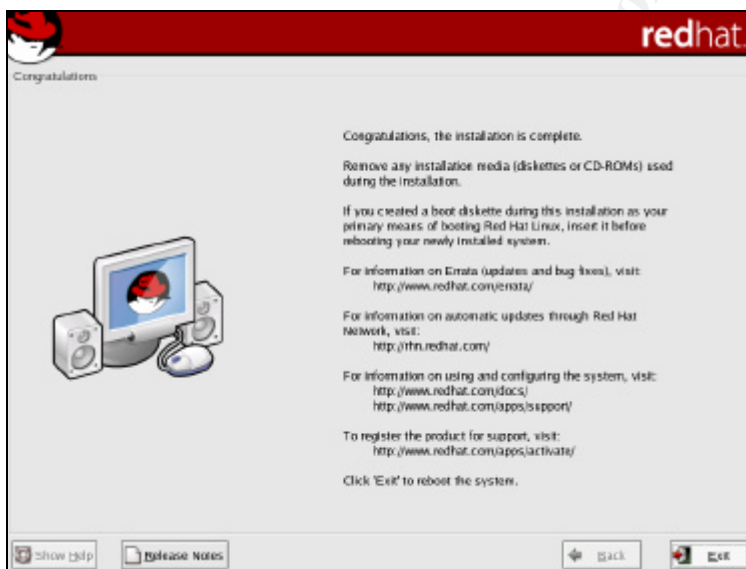 redhat.
Congratulations
Congratulations, the installation is complete.
Remove any installation media (diskettes or CD-ROMs) used
during the installation.
If you created a boot diskette during this installation as your
primary means of booting Red Hat Linux, insert it before
rebooting your newly installed system.
For information on Errata (updates and bug fixes), visit:
http://www.redhat.com/errata/
For information on automatic updates through Red Hat
Network, visit:
http://rhn.redhat.com/
For information on using and configuring the system, visit:
http://www.redhat.com/docs/
http://www.redhat.com/apps/support/
To register the product for support, visit:
http://www.redhat.com/apps/activate/
Click 'Exit' to reboot the system.
Show Help
Release Notes
Back
Exit